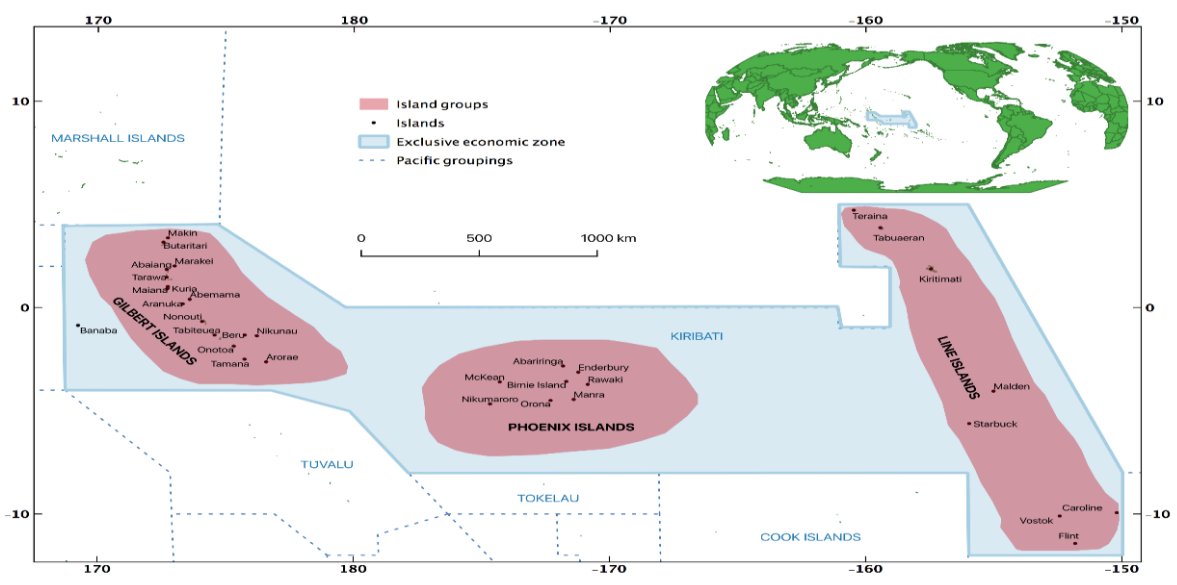 170
180
−170
−160
−150
10
10
MARSHALL ISLANDS
Island groups
Islands
Exclusive economic zone
Pacific groupings
0
500
1000 km
Teraina
Tabuaeran
Kiritimati
Makin
Butaritari
Abaiang
Marakei
Tarawa
Maiana
Kuria
Abemama
Aranuka
Nonouti
Tabiteuea
Beru
Nikunau
Onotoa
Tamana
Arorae
GILBERT ISLANDS
Banaba
0
0
KIRIBATI
Abariringa
Enderbury
McKean
Birnie Island
Rawaki
Nikumaroro
Orona
Manra
PHOENIX ISLANDS
LINE ISLANDS
Malden
Starbuck
TUVALU
TOKELAU
COOK ISLANDS
Caroline
Vostok
Flint
−10
−10
170
180
−170
−160
−150